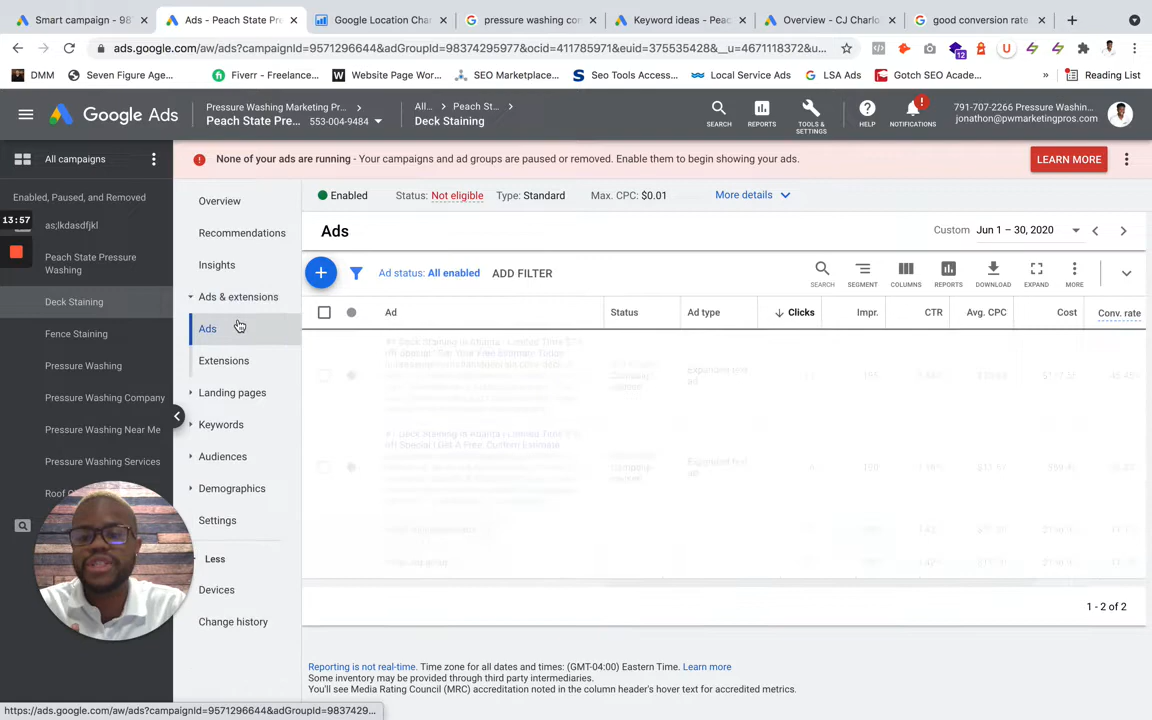 Smart campaign - 98
Ads - Peach State Pre
Google Location Cha
pressure washing co
Keyword ideas - Peac
Overview - CJ Charlo
good conversion rate
ads.google.com/aw/ads?campaignId=9571296644&adGroupId=98374295977&ocid=411785971&euid=375535428&__u=4671118372&u...
12
DMM
Seven Figure Age...
Fiverr - Freelance...
Website Page Wor...
SEO Marketplace...
Seo Tools Access...
Local Service Ads
LSA Ads
Gotch SEO Acade...
»
Reading List
Google Ads
Pressure Washing Marketing Pr...
Peach State Pre... 553-004-9484
All...
Peach St...
Deck Staining
SEARCH
REPORTS
TOOLS &
SETTINGS
HELP
NOTIFICATIONS
791-707-2266 Pressure Washin...
jonathon@pwmarketingpros.com
All campaigns
None of your ads are running - Your campaigns and ad groups are paused or removed. Enable them to begin showing your ads.
LEARN MORE
Enabled, Paused, and Removed
13:57
as;lkdasdfjkl
Peach State Pressure
Washing
Deck Staining
Fence Staining
Pressure Washing
Pressure Washing Company
Pressure Washing Near Me
Pressure Washing Services
Overview
Recommendations
Insights
Ads & extensions
Ads
Extensions
Landing pages
Keywords
Audiences
Demographics
Settings
Less
Devices
Change history
Enabled
Status: Not eligible
Type: Standard
Max. CPC: $0.01
More details
Ads
Custom
Jun 1 – 30, 2020
Ad status: All enabled
ADD FILTER
SEARCH
SEGMENT
COLUMNS
REPORTS
DOWNLOAD
EXPAND
MORE
Ad
Status
Ad type
Clicks
Impr.
CTR
Avg. CPC
Cost
Conv. rate
1 - 2 of 2
Reporting is not real-time. Time zone for all dates and times: (GMT-04:00) Eastern Time. Learn more
Some inventory may be provided through third party intermediaries.
You'll see Media Rating Council (MRC) accreditation noted in the column header's hover text for accredited metrics.
https://ads.google.com/aw/ads?campaignId=9571296644&adGroupId=9837429...